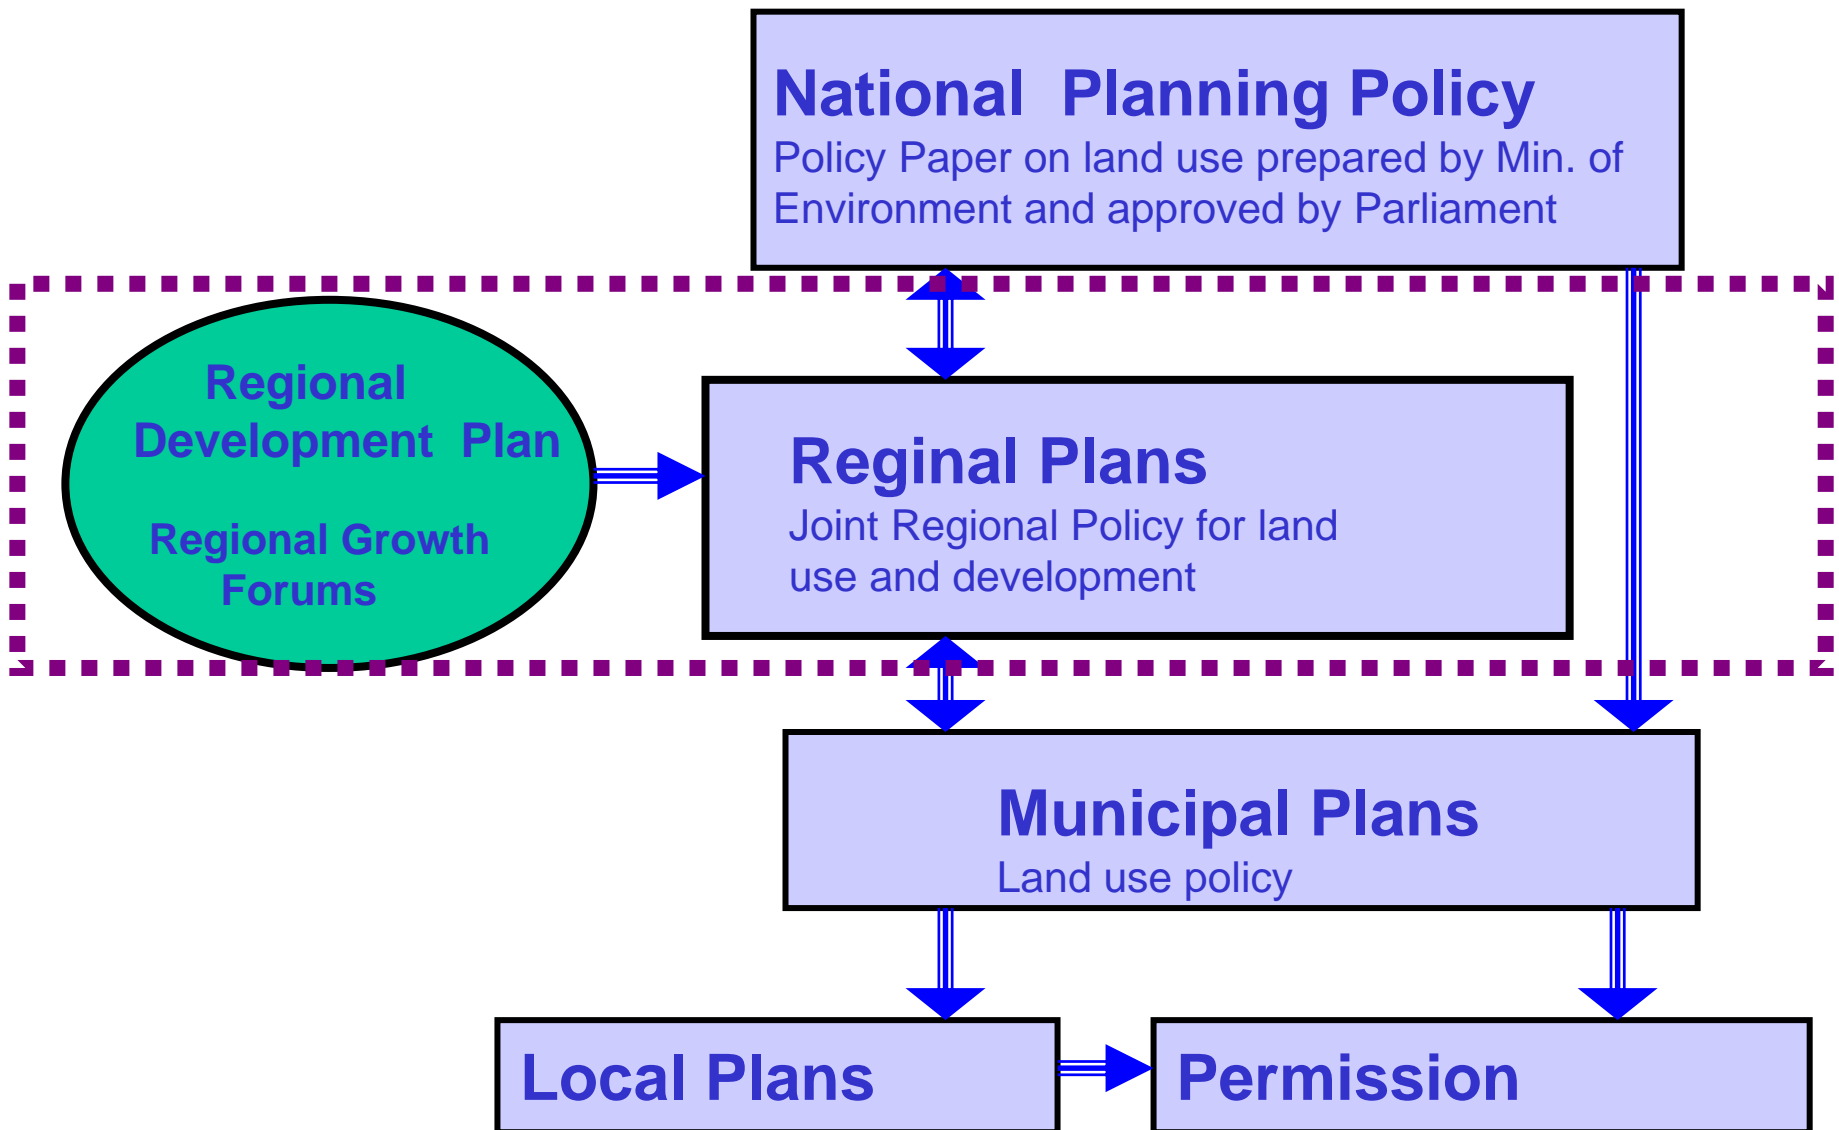 National Planning Policy
Policy Paper on land use prepared by Min. of
Environment and approved by Parliament
Regional
Development Plan
Regional Growth
Forums
Reginal Plans
Joint Regional Policy for land
use and development
Municipal Plans
Land use policy
Local Plans
Permission